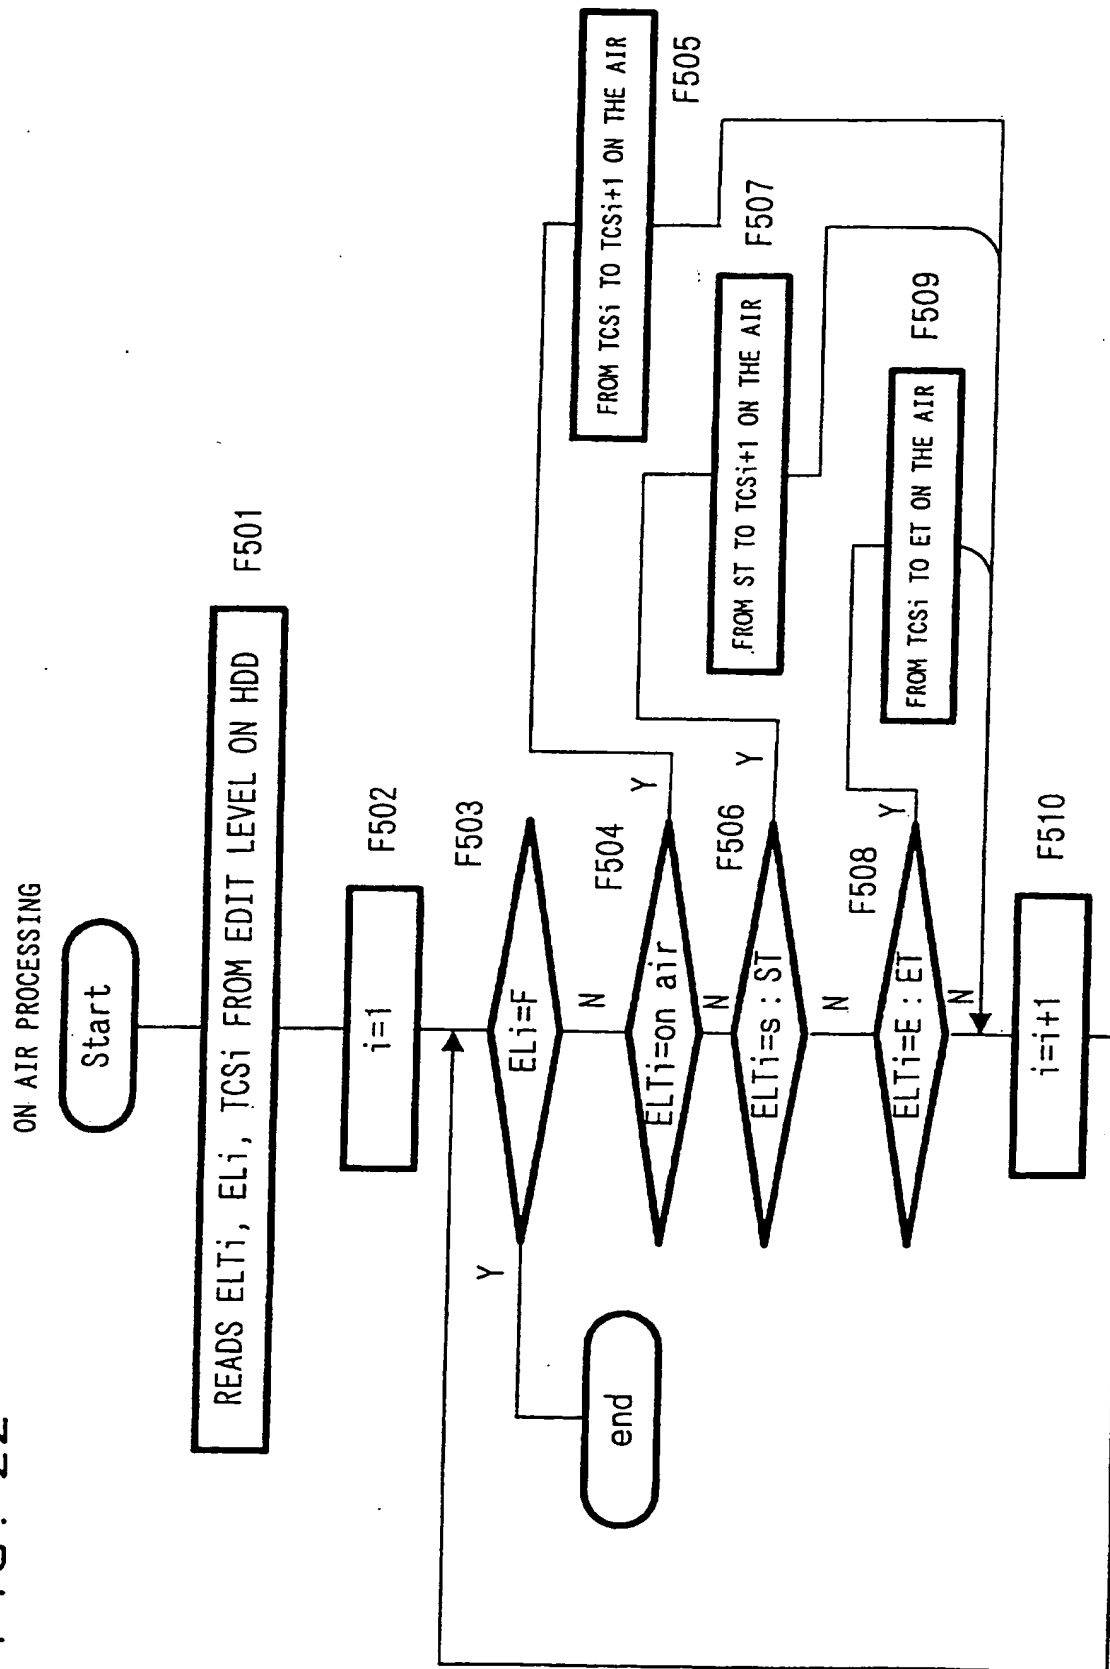 FIG. 22
ON AIR PROCESSING
Start
READS ELTi, ELi, TCSi FROM EDIT LEVEL ON HDD
F501
i=1
F502
ELi=F
F503
Y
N
end
ELTi=on air
F504
Y
N
FROM TCSi TO TCSi+1 ON THE AIR
F505
ELTi=s : ST
F506
Y
N
.FROM ST TO TCSi+1 ON THE AIR
F507
ELTi=E : ET
F508
Y
N
FROM TCSi TO ET ON THE AIR
F509
i=i+1
F510